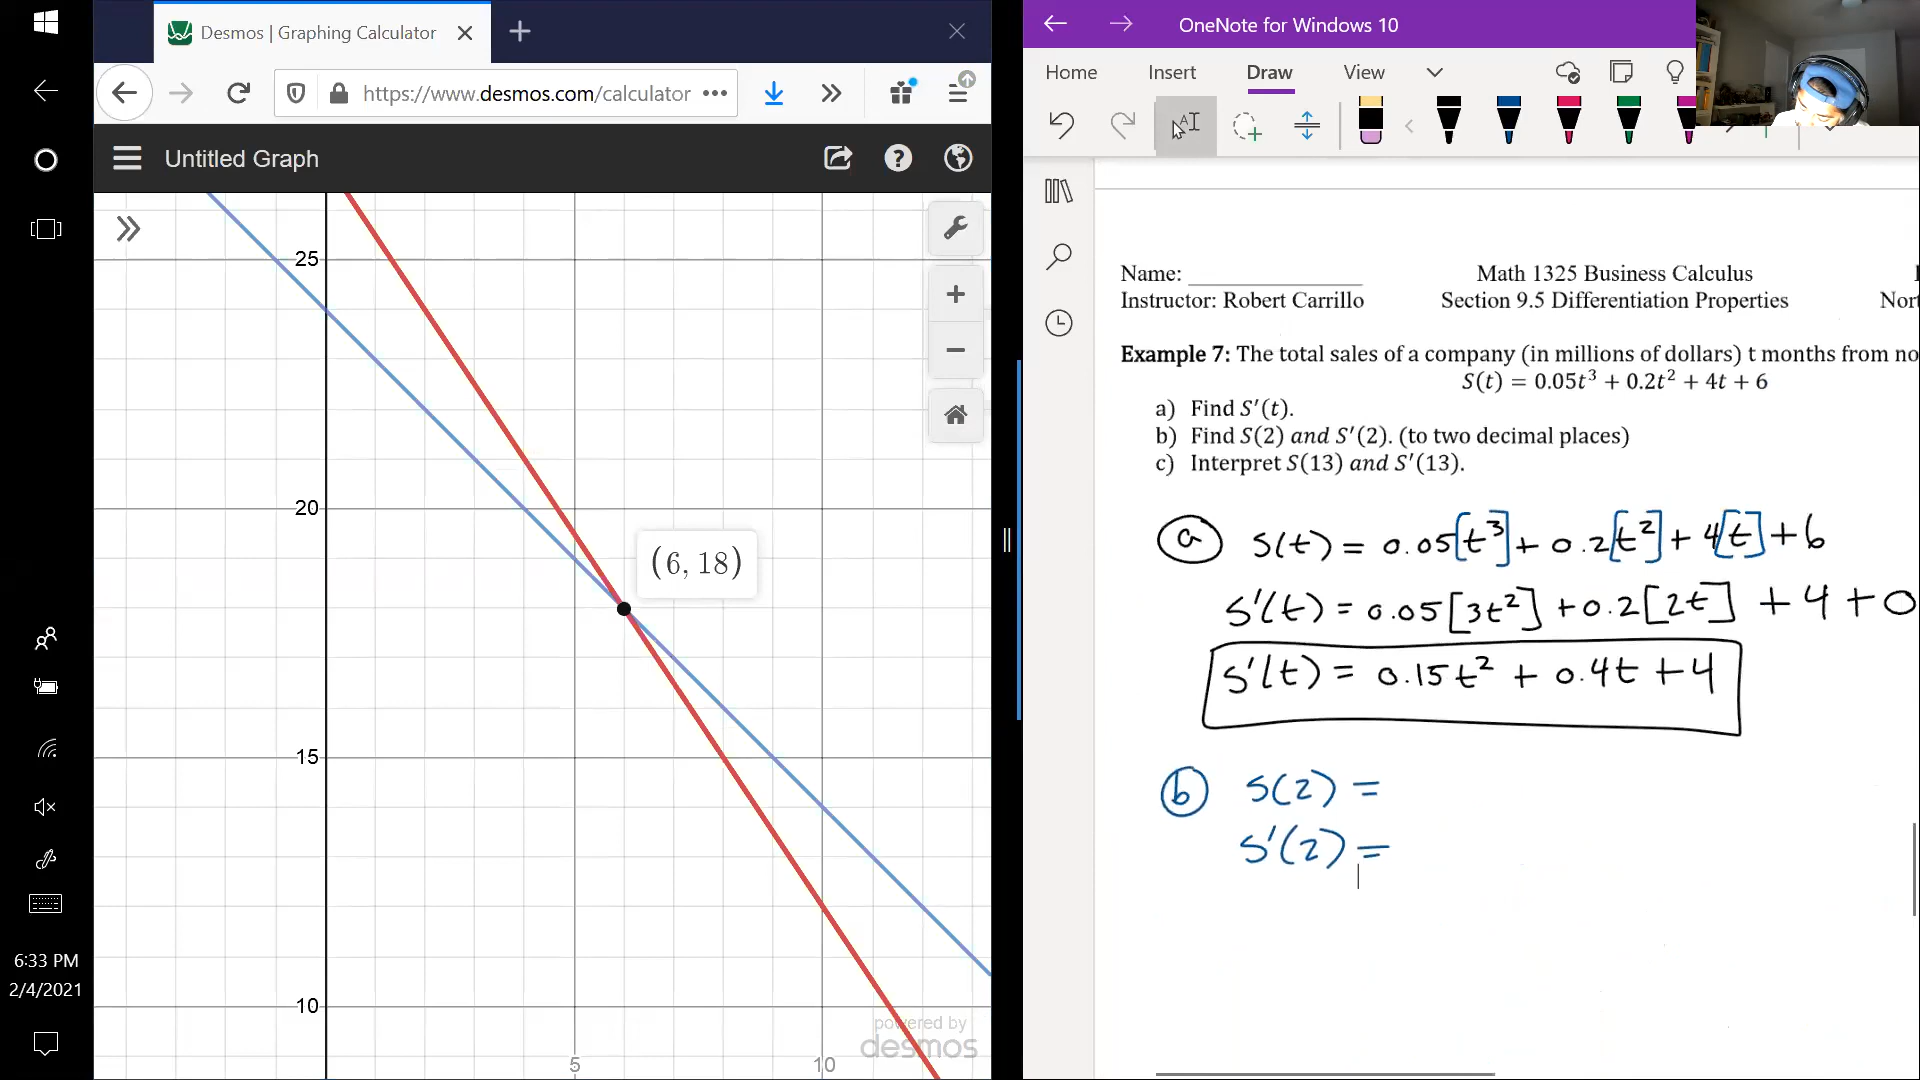 Desmos | Graphing Calculator
https://www.desmos.com/calculator
Untitled Graph
25
20
15
10
5
10
(6, 18)
powered by
desmos
6:33 PM
2/4/2021
OneNote for Windows 10
Home Insert Draw View
Name: ________________
Math 1325 Business Calculus
Instructor: Robert Carrillo
Section 9.5 Differentiation Properties
Nort
Example 7: The total sales of a company (in millions of dollars) t months from no
S(t) = 0.05t³ + 0.2t² + 4t + 6
a) Find S′(t).
b) Find S(2) and S′(2). (to two decimal places)
c) Interpret S(13) and S′(13).
a S(t) = 0.05[t³] + 0.2[t²] + 4[t] + 6
S'(t) = 0.05[3t²] + 0.2[2t] + 4 + 0
S'(t) = 0.15t² + 0.4t + 4
b S(2) =
S'(2) =